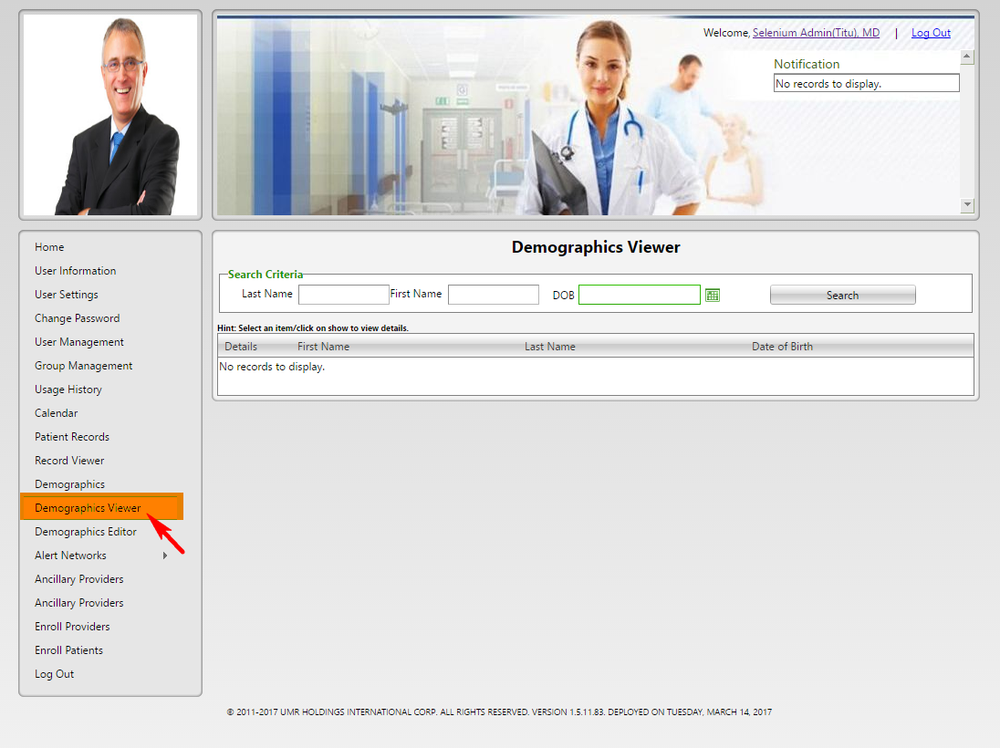 Welcome, Selenium Admin(Titu), MD | Log Out
Notification
No records to display.
Home
User Information
User Settings
Change Password
User Management
Group Management
Usage History
Calendar
Patient Records
Record Viewer
Demographics
Demographics Viewer
Demographics Editor
Alert Networks
Ancillary Providers
Ancillary Providers
Enroll Providers
Enroll Patients
Log Out
Demographics Viewer
Search Criteria
Last Name First Name DOB Search
Hint: Select an item/click on show to view details.
Details First Name Last Name Date of Birth
No records to display.
© 2011-2017 UMR HOLDINGS INTERNATIONAL CORP. ALL RIGHTS RESERVED. VERSION 1.5.11.83. DEPLOYED ON TUESDAY, MARCH 14, 2017